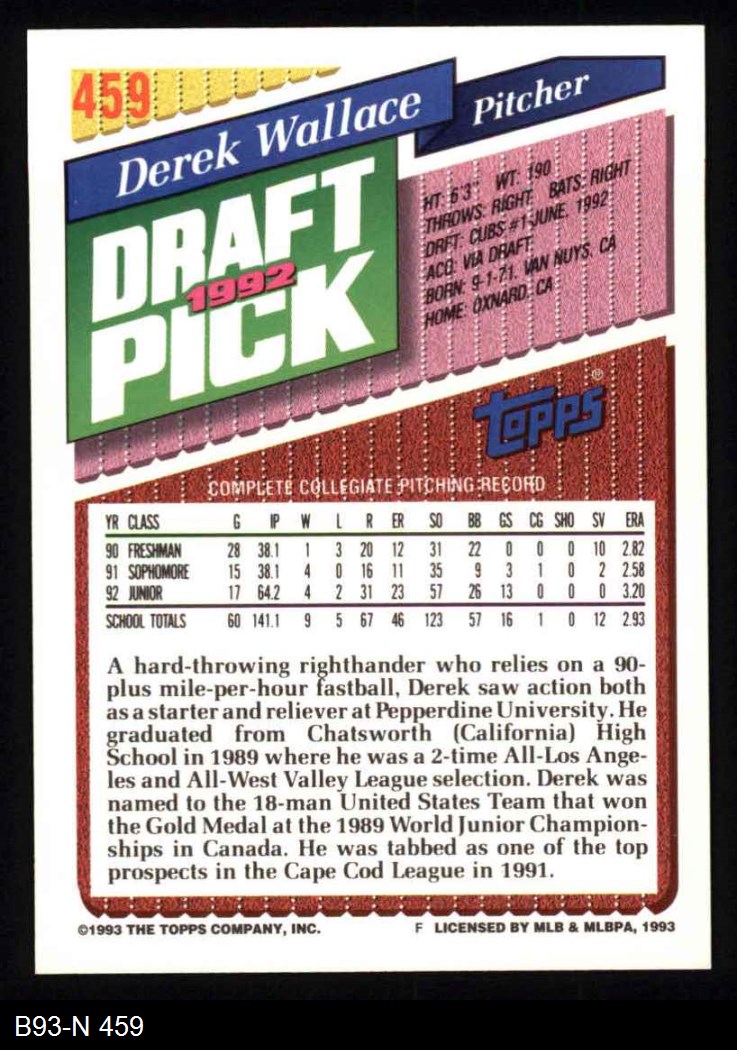 459
Derek Wallace
Pitcher
DRAFT
1992
PICK
HT: 6'3" WT: 190
THROWS: RIGHT BATS: RIGHT
DRFT: CUBS #1-JUNE, 1992
ACQ: VIA DRAFT
BORN: 9-1-71, VAN NUYS, CA
HOME: OXNARD, CA
Topps®
COMPLETE COLLEGIATE PITCHING RECORD
YR CLASS G IP W L R ER SO BB GS CG SHO SV ERA
90 FRESHMAN 28 38.1 1 3 20 12 31 22 0 0 0 10 2.82
91 SOPHOMORE 15 38.1 4 0 16 11 35 9 3 1 0 2 2.58
92 JUNIOR 17 64.2 4 2 31 23 57 26 13 0 0 0 3.20
SCHOOL TOTALS 60 141.1 9 5 67 46 123 57 16 1 0 12 2.93
A hard-throwing righthander who relies on a 90-
plus mile-per-hour fastball, Derek saw action both
as a starter and reliever at Pepperdine University. He
graduated from Chatsworth (California) High
School in 1989 where he was a 2-time All-Los Ange-
les and All-West Valley League selection. Derek was
named to the 18-man United States Team that won
the Gold Medal at the 1989 World Junior Champion-
ships in Canada. He was tabbed as one of the top
prospects in the Cape Cod League in 1991.
©1993 THE TOPPS COMPANY, INC. F LICENSED BY MLB & MLBPA, 1993
B93-N 459